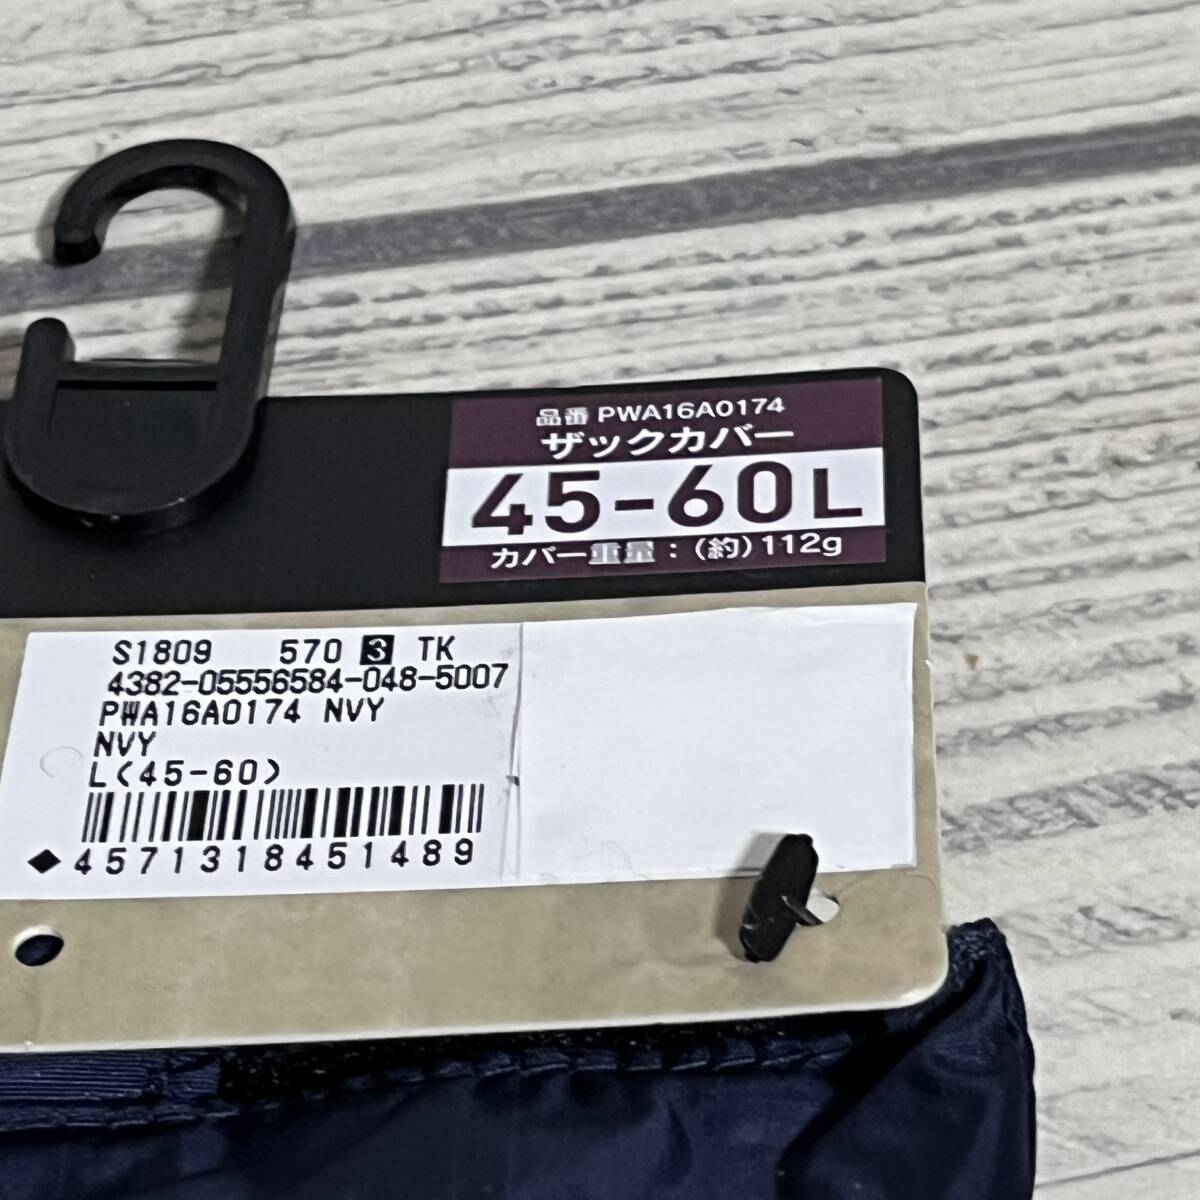 品番 PWA16A0174
ザックカバー
45-60L
カバー重量：(約)112g
S1809 570 3 TK
4382-05556584-048-5007
PWA16A0174 NVY
NVY
L(45-60)
◆4571318451489